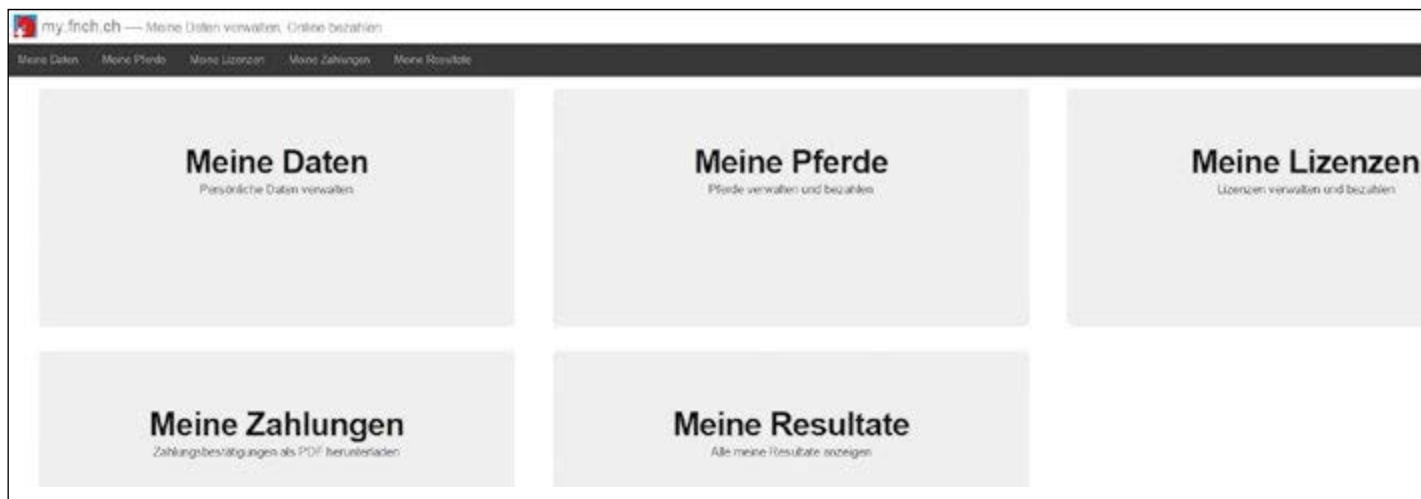 my.fnch.ch — Meine Daten verwalten, Online bezahlen
Meine Daten Meine Pferde Meine Lizenzen Meine Zahlungen Meine Resultate
Meine Daten
Persönliche Daten verwalten
Meine Pferde
Pferde verwalten und bezahlen
Meine Lizenzen
Lizenzen verwalten und bezahlen
Meine Zahlungen
Zahlungsbestätigungen als PDF herunterladen
Meine Resultate
Alle meine Resultate anzeigen